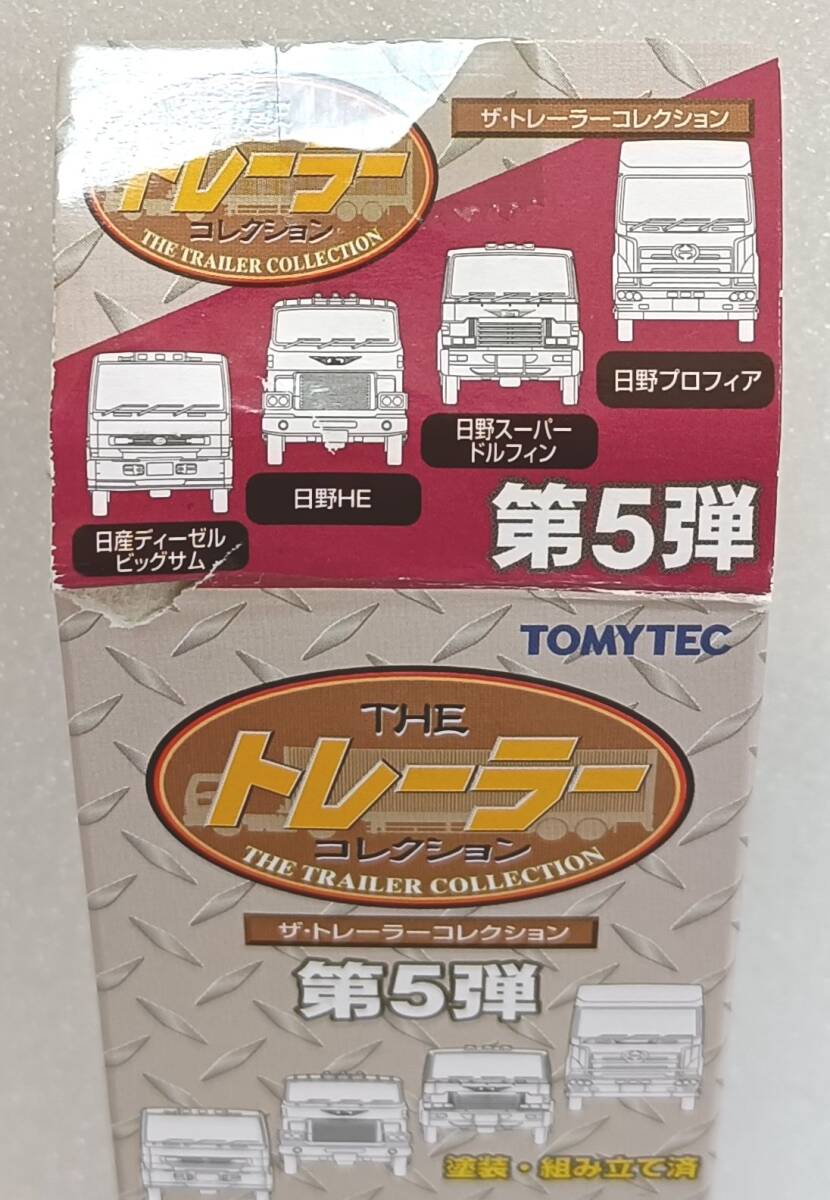 ザ・トレーラーコレクション
トレーラー
コレクション
THE TRAILER COLLECTION
日野プロフィア
日野スーパー
ドルフィン
日野HE
日産ディーゼル
ビッグサム
第5弾
TOMYTEC
THE
トレーラー
コレクション
THE TRAILER COLLECTION
ザ・トレーラーコレクション
第5弾
塗装・組み立て済